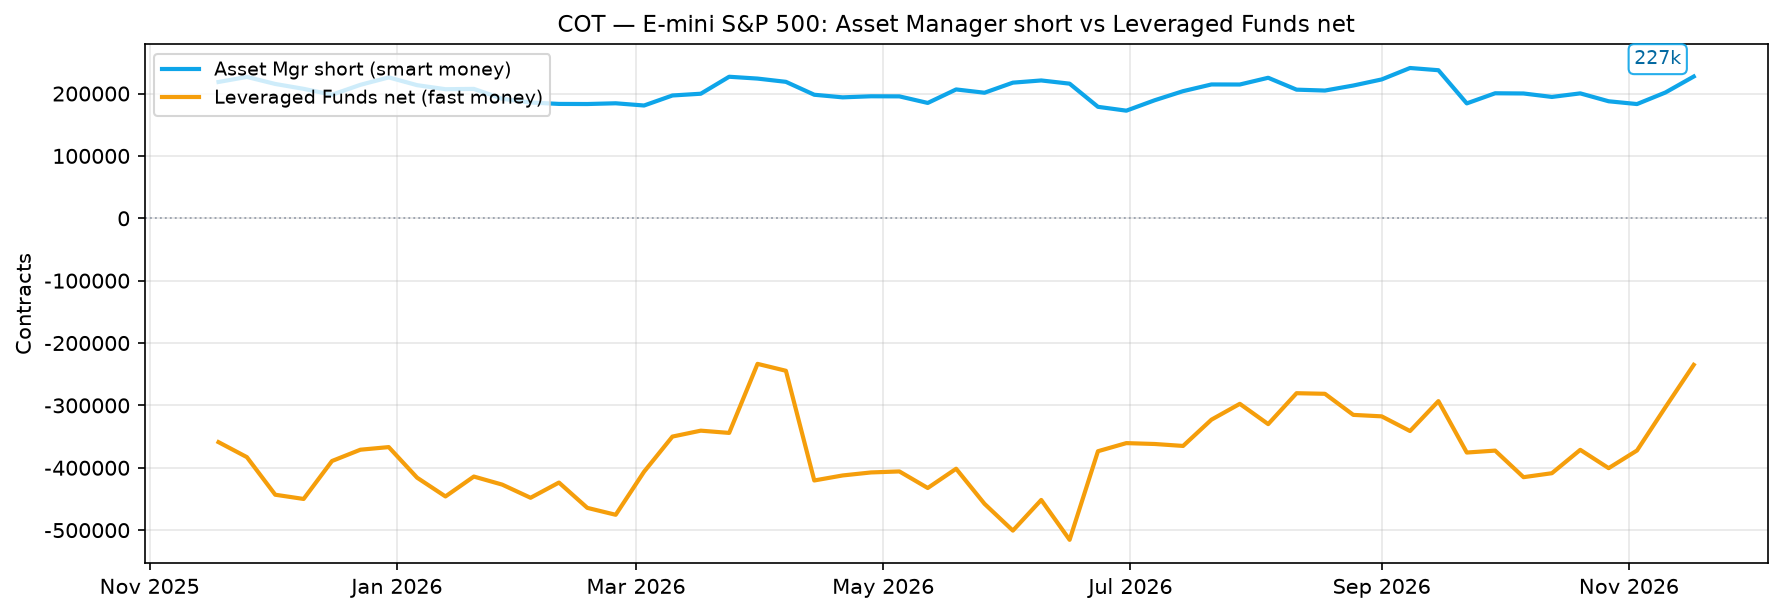 COT — E-mini S&P 500: Asset Manager short vs Leveraged Funds net
Asset Mgr short (smart money)
Leveraged Funds net (fast money)
227k
Contracts
200000
100000
0
-100000
-200000
-300000
-400000
-500000
Nov 2025
Jan 2026
Mar 2026
May 2026
Jul 2026
Sep 2026
Nov 2026